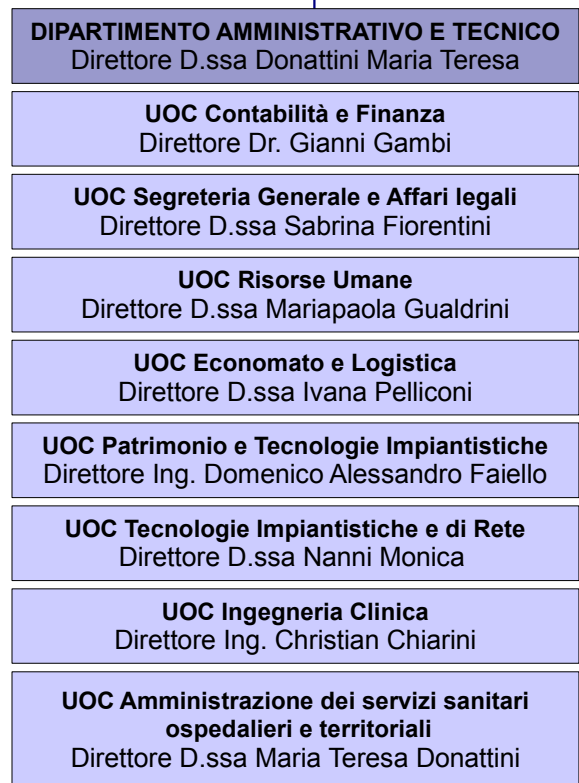 DIPARTIMENTO AMMINISTRATIVO E TECNICO
Direttore D.ssa Donattini Maria Teresa
UOC Contabilità e Finanza
Direttore Dr. Gianni Gambi
UOC Segreteria Generale e Affari legali
Direttore D.ssa Sabrina Fiorentini
UOC Risorse Umane
Direttore D.ssa Mariapaola Gualdrini
UOC Economato e Logistica
Direttore D.ssa Ivana Pelliconi
UOC Patrimonio e Tecnologie Impiantistiche
Direttore Ing. Domenico Alessandro Faiello
UOC Tecnologie Impiantistiche e di Rete
Direttore D.ssa Nanni Monica
UOC Ingegneria Clinica
Direttore Ing. Christian Chiarini
UOC Amministrazione dei servizi sanitari
ospedalieri e territoriali
Direttore D.ssa Maria Teresa Donattini